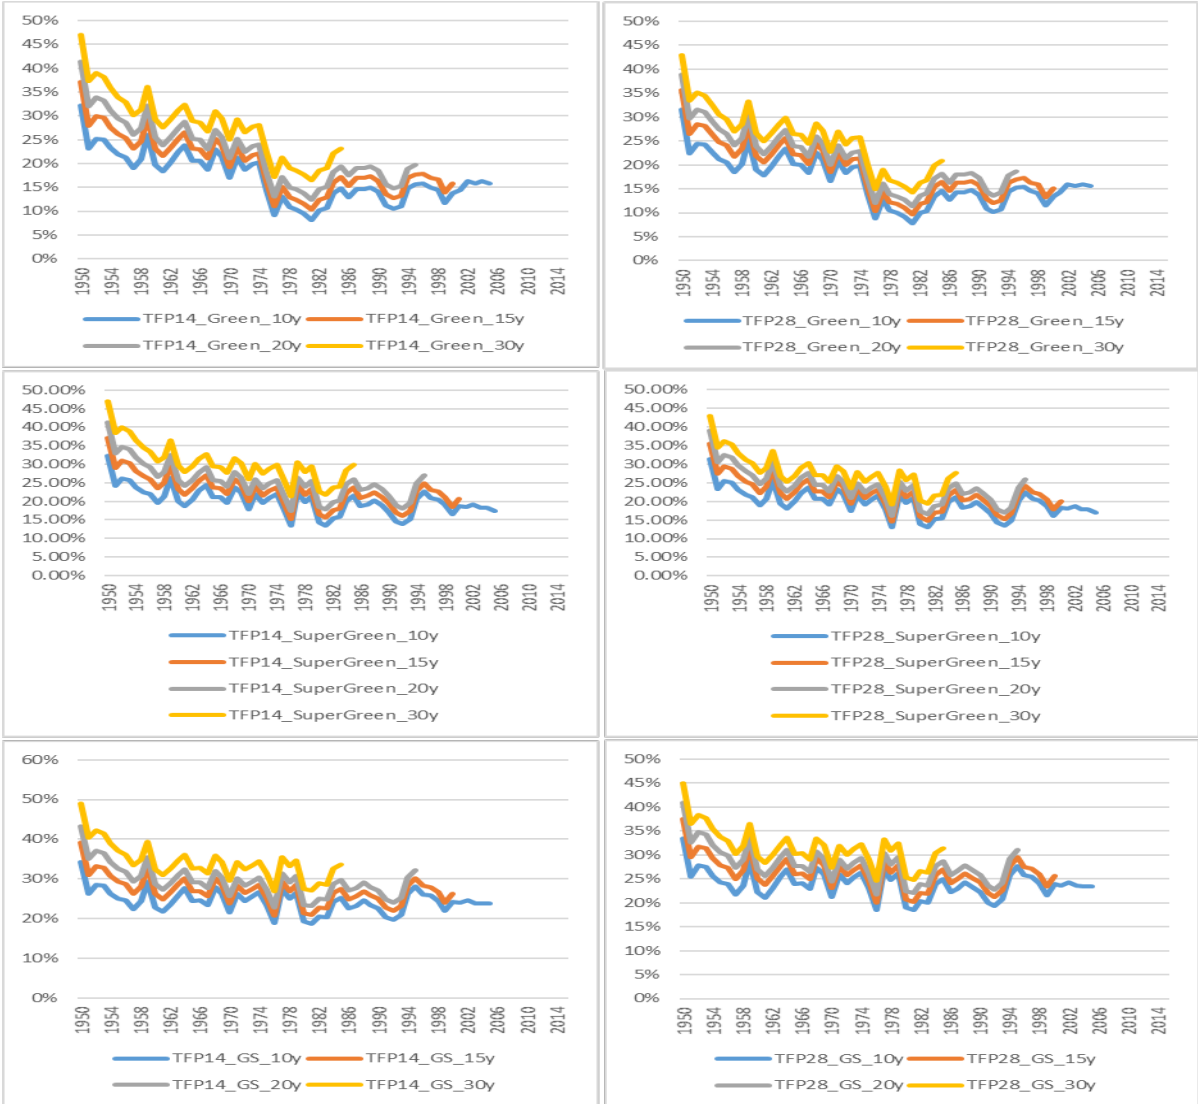 50%
45%
40%
35%
30%
25%
20%
15%
10%
5%
0%
1950 1954 1958 1962 1966 1970 1974 1978 1982 1986 1990 1994 1998 2002 2006 2010 2014
TFP14_Green_10y TFP14_Green_15y
TFP14_Green_20y TFP14_Green_30y
50%
45%
40%
35%
30%
25%
20%
15%
10%
5%
0%
1950 1954 1958 1962 1966 1970 1974 1978 1982 1986 1990 1994 1998 2002 2006 2010 2014
TFP28_Green_10y TFP28_Green_15y
TFP28_Green_20y TFP28_Green_30y
50.00%
45.00%
40.00%
35.00%
30.00%
25.00%
20.00%
15.00%
10.00%
5.00%
0.00%
1950 1954 1958 1962 1966 1970 1974 1978 1982 1986 1990 1994 1998 2002 2006 2010 2014
TFP14_SuperGreen_10y
TFP14_SuperGreen_15y
TFP14_SuperGreen_20y
TFP14_SuperGreen_30y
50.00%
45.00%
40.00%
35.00%
30.00%
25.00%
20.00%
15.00%
10.00%
5.00%
0.00%
1950 1954 1958 1962 1966 1970 1974 1978 1982 1986 1990 1994 1998 2002 2006 2010 2014
TFP28_SuperGreen_10y
TFP28_SuperGreen_15y
TFP28_SuperGreen_20y
TFP28_SuperGreen_30y
60%
50%
40%
30%
20%
10%
0%
1950 1954 1958 1962 1966 1970 1974 1978 1982 1986 1990 1994 1998 2002 2006 2010 2014
TFP14_GS_10y TFP14_GS_15y
TFP14_GS_20y TFP14_GS_30y
50%
45%
40%
35%
30%
25%
20%
15%
10%
5%
0%
1950 1954 1958 1962 1966 1970 1974 1978 1982 1986 1990 1994 1998 2002 2006 2010 2014
TFP28_GS_10y TFP28_GS_15y
TFP28_GS_20y TFP28_GS_30y